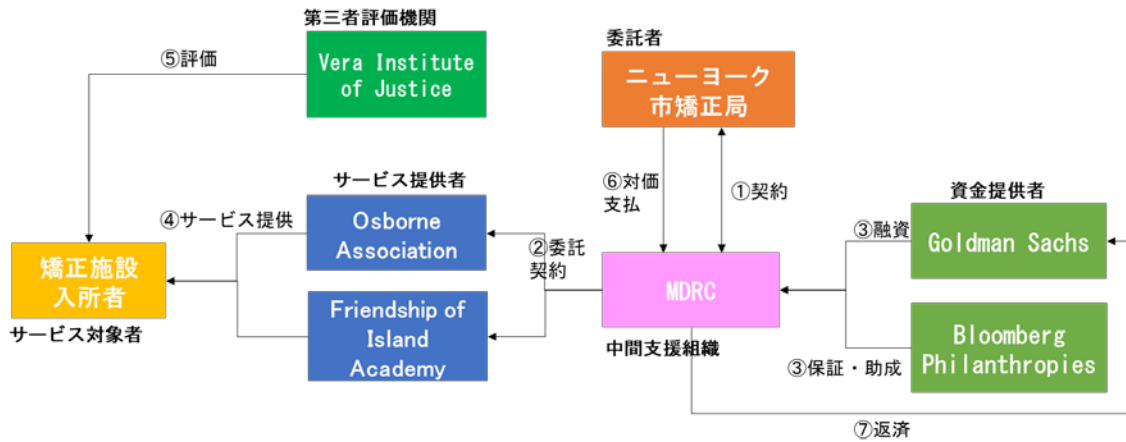 第三者評価機関
Vera Institute
of Justice
⑤評価
委託者
ニューヨーク
市矯正局
⑥対価
支払
①契約
サービス提供者
④サービス提供
Osborne
Association
Friendship of
Island
Academy
②委託
契約
矯正施設
入所者
サービス対象者
MDRC
中間支援組織
資金提供者
③融資
Goldman Sachs
Bloomberg
Philanthropies
③保証・助成
⑦返済